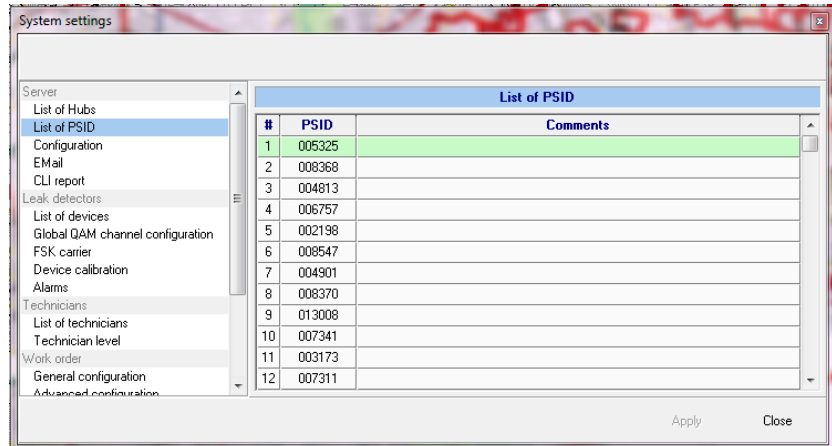 System settings
Server
List of Hubs
List of PSID
Configuration
EMail
CLI report
Leak detectors
List of devices
Global QAM channel configuration
FSK carrier
Device calibration
Alarms
Technicians
List of technicians
Technician level
Work order
General configuration
Advanced configuration
List of PSID
# PSID Comments
1 005325
2 008368
3 004813
4 006757
5 002198
6 008547
7 004901
8 008370
9 013008
10 007341
11 003173
12 007311
Apply Close